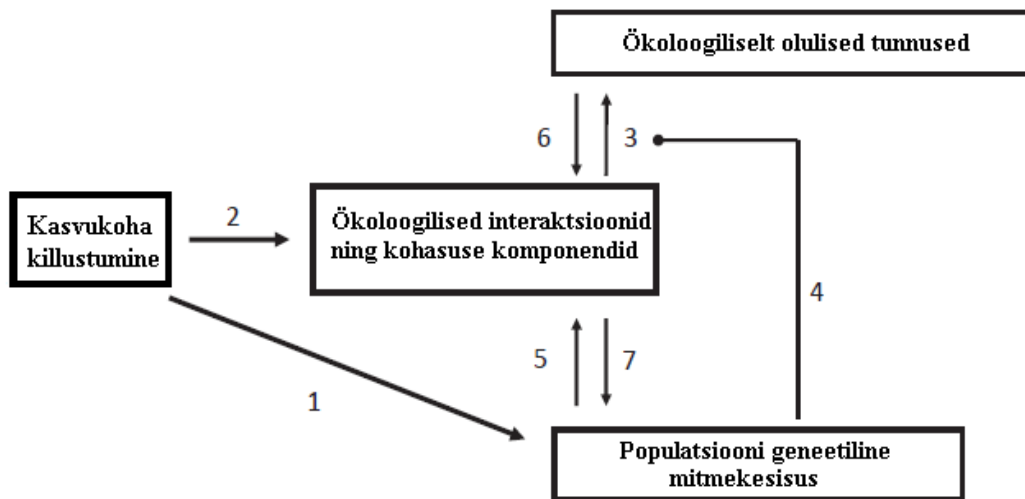 Ökoloogiliselt olulised tunnused
6
3
Kasvukoha
killustumine
2
Ökoloogilised interaktsioonid
ning kohasuse komponendid
4
5
7
1
Populatsiooni geneetiline
mitmekesisus